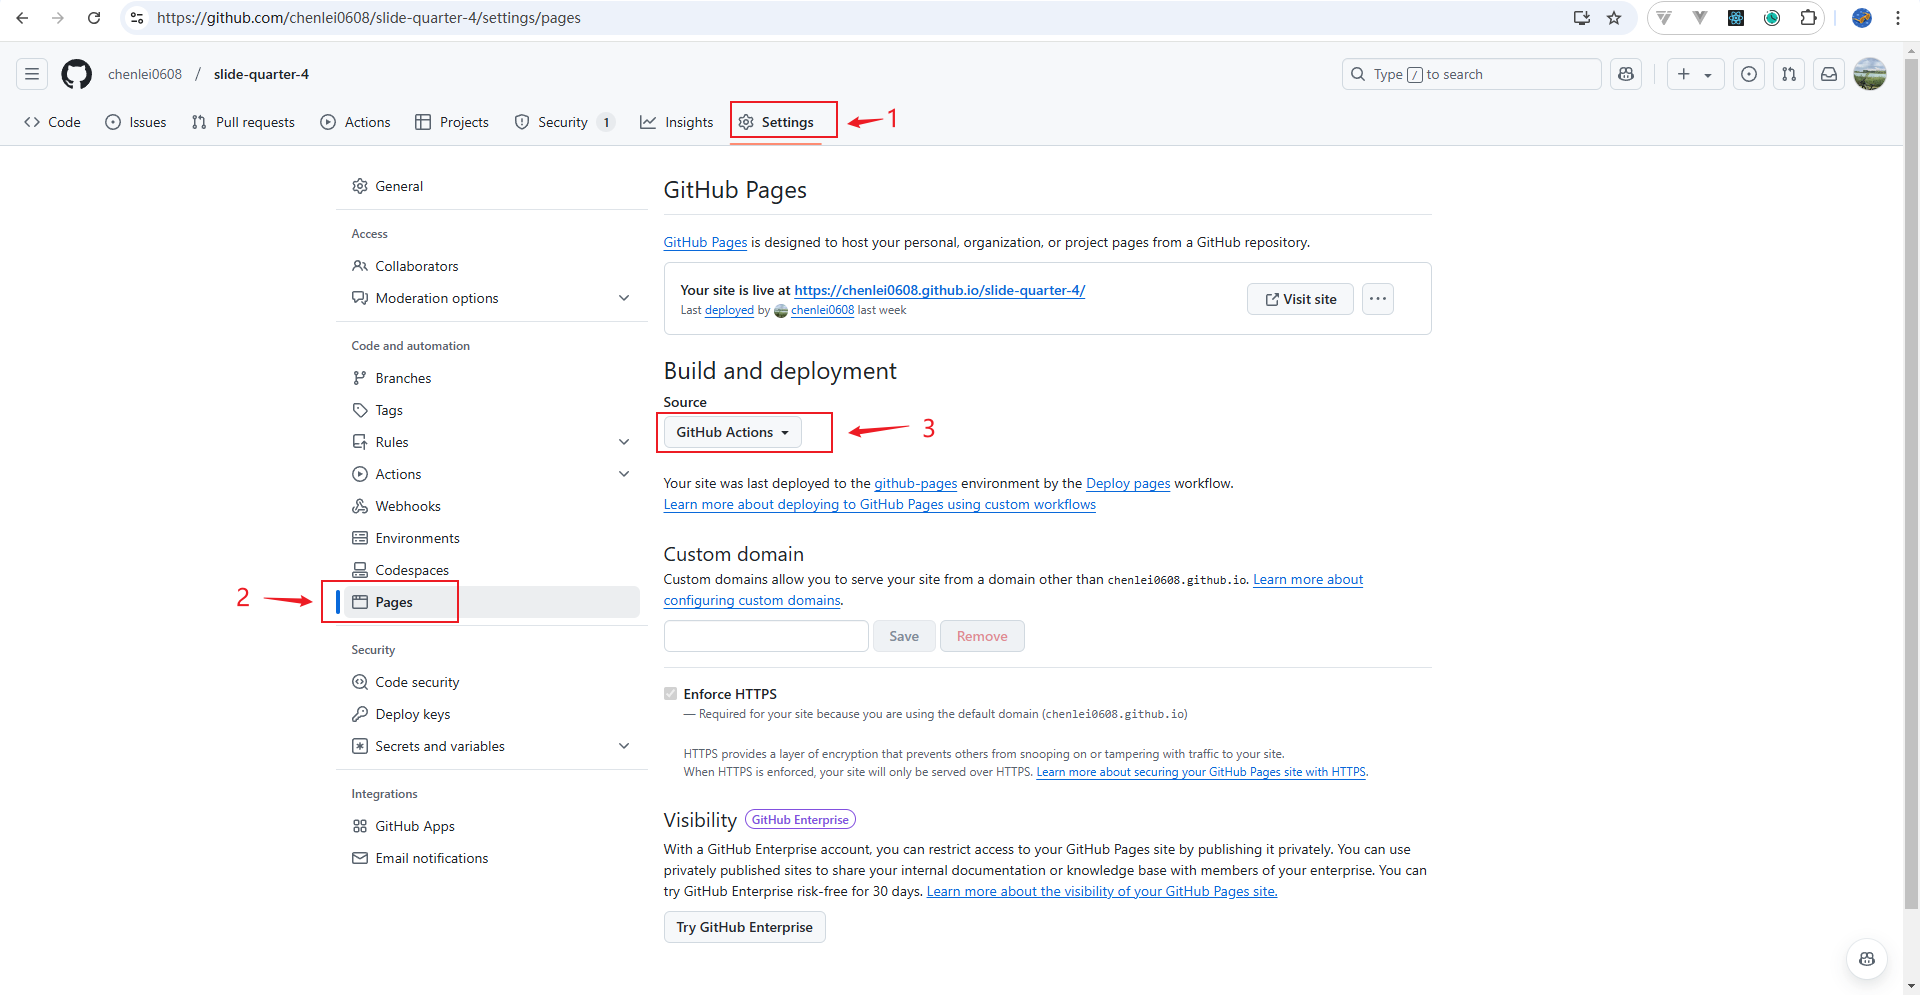 https://github.com/chenlei0608/slide-quarter-4/settings/pages
chenlei0608 / slide-quarter-4
Type / to search
Code Issues Pull requests Actions Projects Security 1 Insights Settings
1
General
Access
Collaborators
Moderation options
Code and automation
Branches
Tags
Rules
Actions
Webhooks
Environments
Codespaces
2
Pages
Security
Code security
Deploy keys
Secrets and variables
Integrations
GitHub Apps
Email notifications
GitHub Pages
GitHub Pages is designed to host your personal, organization, or project pages from a GitHub repository.
Your site is live at https://chenlei0608.github.io/slide-quarter-4/
Last deployed by chenlei0608 last week
Visit site
Build and deployment
Source
GitHub Actions
3
Your site was last deployed to the github-pages environment by the Deploy pages workflow.
Learn more about deploying to GitHub Pages using custom workflows
Custom domain
Custom domains allow you to serve your site from a domain other than chenlei0608.github.io. Learn more about
configuring custom domains.
Save Remove
Enforce HTTPS
— Required for your site because you are using the default domain (chenlei0608.github.io)
HTTPS provides a layer of encryption that prevents others from snooping on or tampering with traffic to your site.
When HTTPS is enforced, your site will only be served over HTTPS. Learn more about securing your GitHub Pages site with HTTPS.
Visibility GitHub Enterprise
With a GitHub Enterprise account, you can restrict access to your GitHub Pages site by publishing it privately. You can use
privately published sites to share your internal documentation or knowledge base with members of your enterprise. You can
try GitHub Enterprise risk-free for 30 days. Learn more about the visibility of your GitHub Pages site.
Try GitHub Enterprise